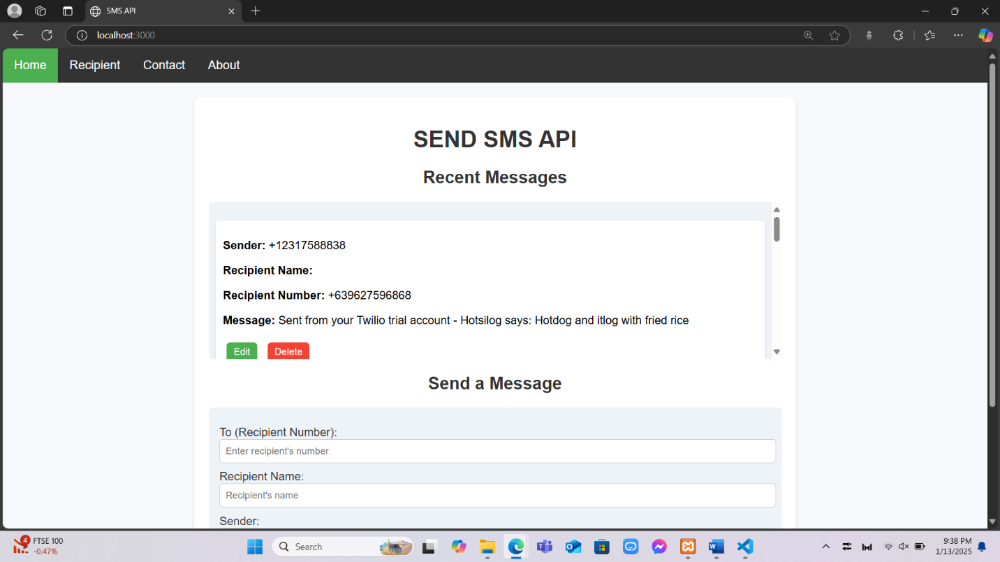 SMS API
localhost:3000
Home Recipient Contact About
SEND SMS API
Recent Messages
Sender: +12317588838
Recipient Name:
Recipient Number: +639627596868
Message: Sent from your Twilio trial account - Hotsilog says: Hotdog and itlog with fried rice
Edit Delete
Send a Message
To (Recipient Number):
Enter recipient's number
Recipient Name:
Recipient's name
Sender:
4 FTSE 100
-0.47%
Search
9:38 PM
1/13/2025